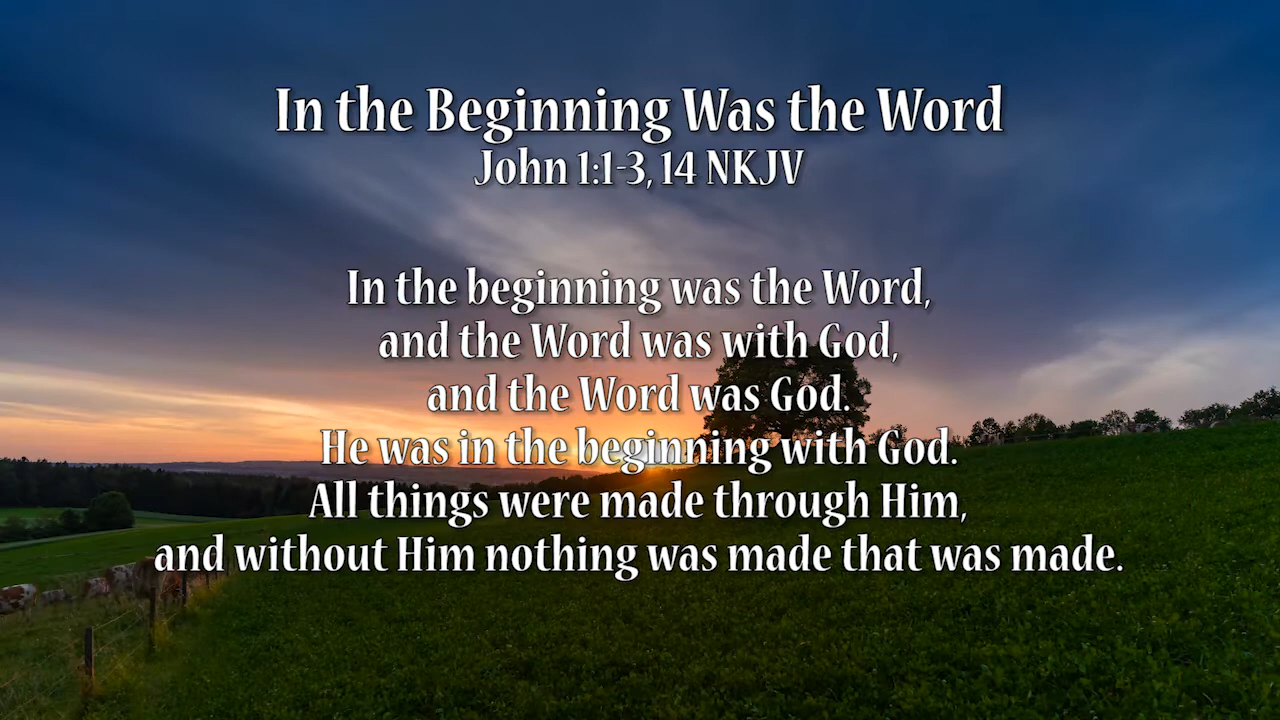 In the Beginning Was the Word
John 1:1-3, 14 NKJV
In the beginning was the Word,
and the Word was with God,
and the Word was God.
He was in the beginning with God.
All things were made through Him,
and without Him nothing was made that was made.